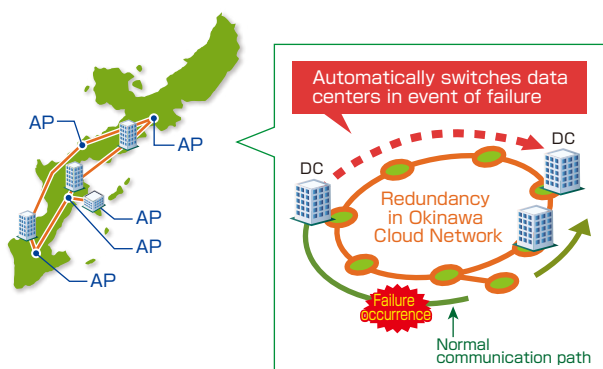 AP
AP
AP
AP
AP
Automatically switches data
centers in event of failure
DC
DC
Redundancy
in Okinawa
Cloud Network
Failure
occurrence
Normal
communication path